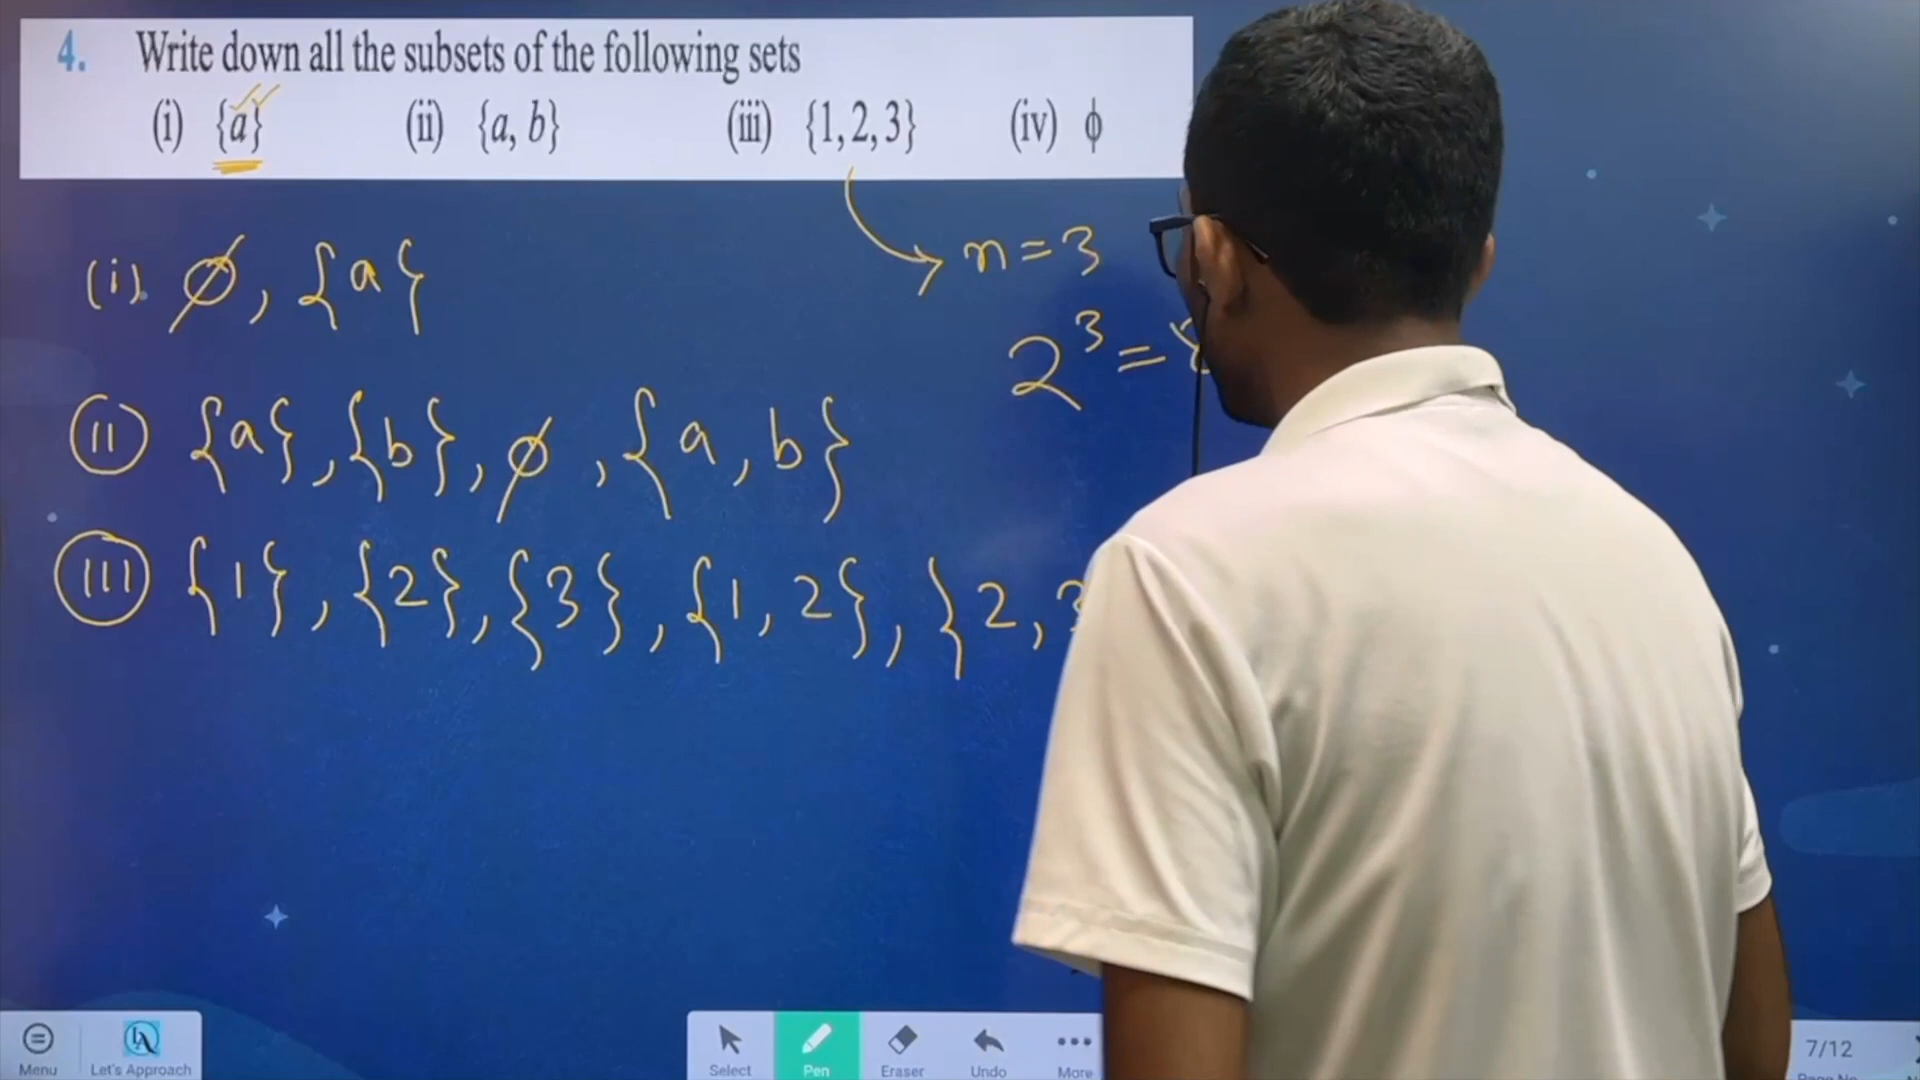 4. Write down all the subsets of the following sets
(i) {a} (ii) {a, b} (iii) {1, 2, 3} (iv) ϕ
n = 3
(i) ∅, {a{
2³ =
(ii) {a}, {b}, ∅, {a, b}
(iii) {1}, {2}, {3}, {1, 2}, {2,
Menu
Let's Approach
Select
Pen
Eraser
Undo
More
7/12